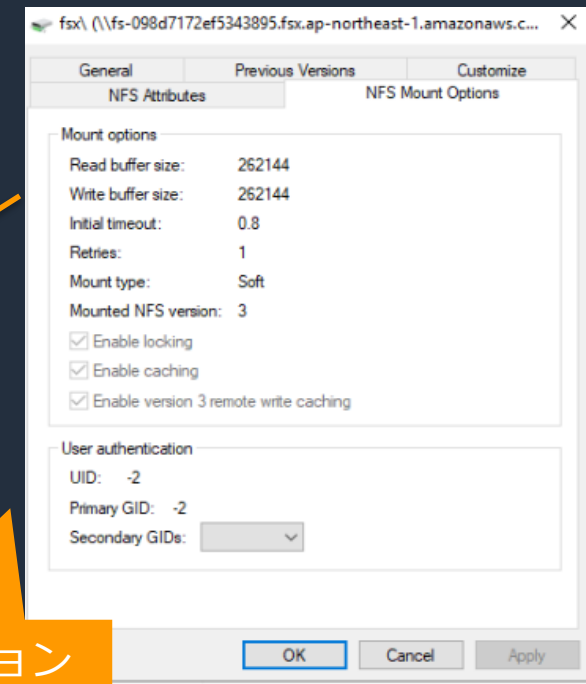 fsx\ (\\fs-098d7172ef5343895.fsx.ap-northeast-1.amazonaws.c...
General Previous Versions Customize
NFS Attributes NFS Mount Options
Mount options
Read buffer size: 262144
Write buffer size: 262144
Initial timeout: 0.8
Retries: 1
Mount type: Soft
Mounted NFS version: 3
Enable locking
Enable caching
Enable version 3 remote write caching
User authentication
UID: -2
Primary GID: -2
Secondary GIDs:
ョン
OK Cancel Apply